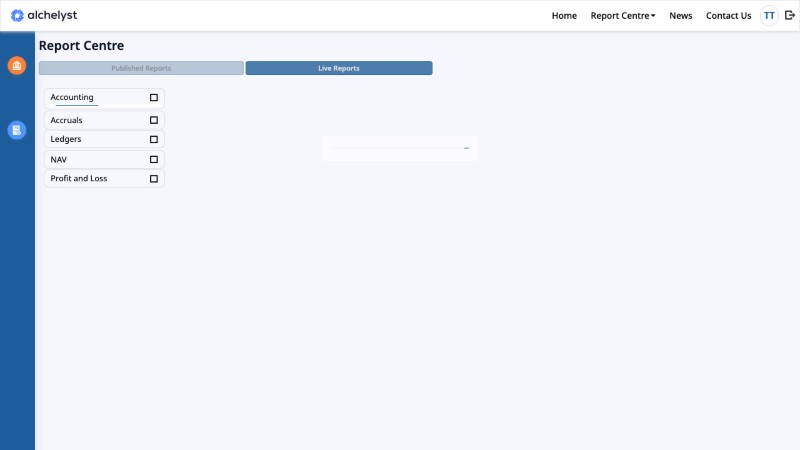 alchelyst
Home Report Centre News Contact Us TT
Report Centre
Published Reports Live Reports
Accounting
Accruals
Ledgers
NAV
Profit and Loss